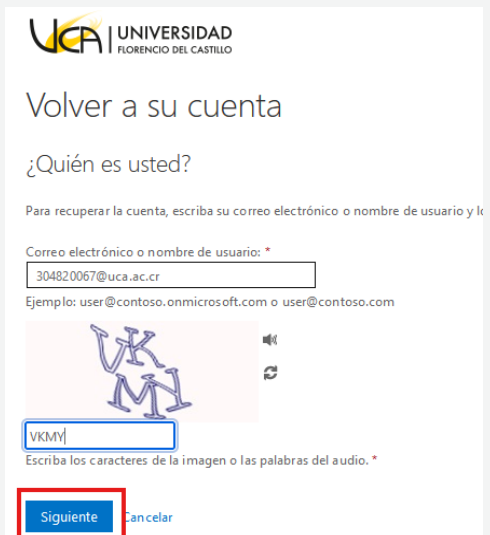 UCA UNIVERSIDAD
FLORENCIO DEL CASTILLO
Volver a su cuenta
¿Quién es usted?
Para recuperar la cuenta, escriba su correo electrónico o nombre de usuario y lo
Correo electrónico o nombre de usuario: *
304820067@uca.ac.cr
Ejemplo: user@contoso.onmicrosoft.com o user@contoso.com
VKMY
Escriba los caracteres de la imagen o las palabras del audio. *
Siguiente Cancelar